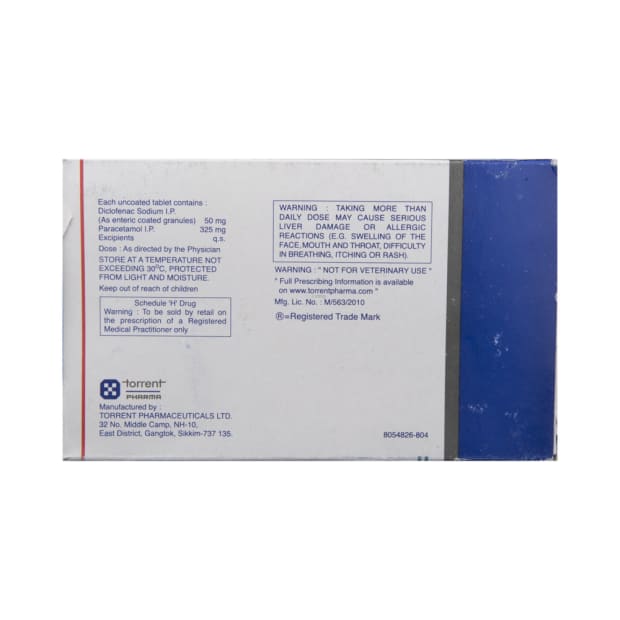 Each uncoated tablet contains :
Diclofenac Sodium I.P.
(As enteric coated granules) 50 mg
Paracetamol I.P. 325 mg
Excipients q.s.
Dose : As directed by the Physician
STORE AT A TEMPERATURE NOT
EXCEEDING 30°C, PROTECTED
FROM LIGHT AND MOISTURE.
Keep out of reach of children
Schedule 'H' Drug
Warning : To be sold by retail on
the prescription of a Registered
Medical Practitioner only
torrent
PHARMA
Manufactured by :
TORRENT PHARMACEUTICALS LTD.
32 No. Middle Camp, NH-10,
East District, Gangtok, Sikkim-737 135.
WARNING : TAKING MORE THAN
DAILY DOSE MAY CAUSE SERIOUS
LIVER DAMAGE OR ALLERGIC
REACTIONS (E.G. SWELLING OF THE
FACE, MOUTH AND THROAT, DIFFICULTY
IN BREATHING, ITCHING OR RASH).
WARNING : " NOT FOR VETERINARY USE "
" Full Prescribing Information is available
on www.torrentpharma.com "
Mfg. Lic. No. : M/563/2010
®=Registered Trade Mark
8054826-804